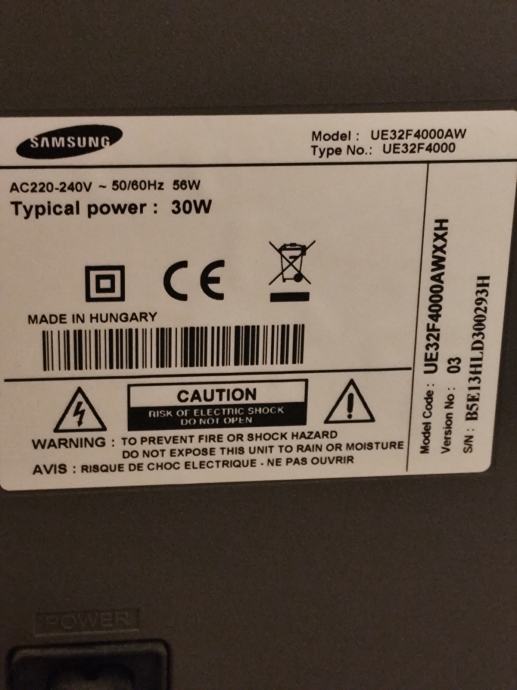 SAMSUNG
Model : UE32F4000AW
Type No.: UE32F4000
AC220-240V ~ 50/60Hz 56W
Typical power : 30W
CE
MADE IN HUNGARY
CAUTION
RISK OF ELECTRIC SHOCK
DO NOT OPEN
WARNING : TO PREVENT FIRE OR SHOCK HAZARD
DO NOT EXPOSE THIS UNIT TO RAIN OR MOISTURE
AVIS : RISQUE DE CHOC ELECTRIQUE - NE PAS OUVRIR
Model Code : UE32F4000AWXXH
Version No : 03
S/N : B5E13HLD300293H
POWER